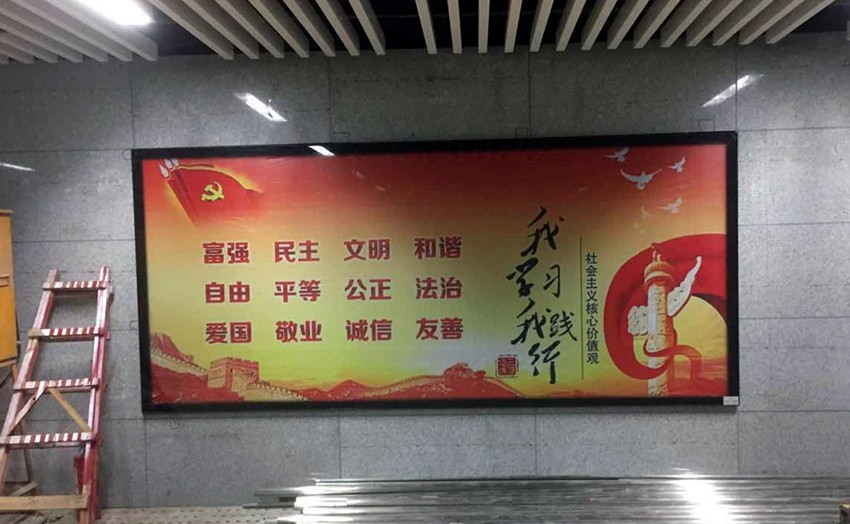 富强 民主 文明 和谐
自由 平等 公正 法治
爱国 敬业 诚信 友善
我学习
我践行
社会主义核心价值观